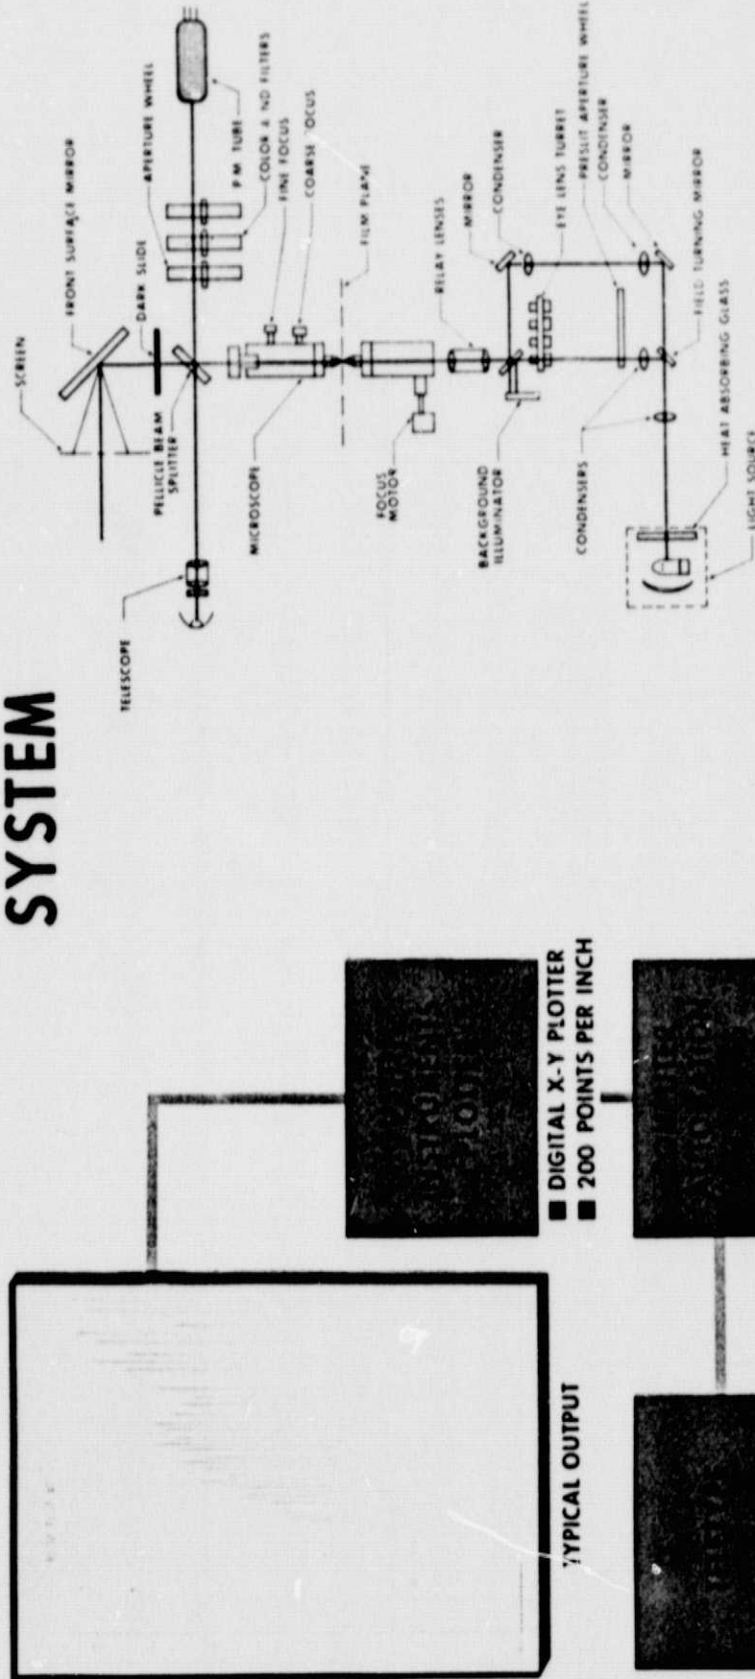 SYSTEM
SCREEN
FRONT SURFACE MIRROR
DARK SLIDE
APERTURE WHEEL
P M TUBE
COLOR & ND FILTERS
FINE FOCUS
COARSE FOCUS
PELLICLE BEAM
SPLITTER
TELESCOPE
MICROSCOPE
FILM PLANE
FOCUS
MOTOR
RELAY LENSES
MIRROR
CONDENSER
EYE LENS TURRET
PRESLIT APERTURE WHEEL
CONDENSER
MIRROR
BACKGROUND
ILLUMINATOR
CONDENSERS
FIELD TURNING MIRROR
HEAT ABSORBING GLASS
LIGHT SOURCE
■ DIGITAL X-Y PLOTTER
■ 200 POINTS PER INCH
TYPICAL OUTPUT